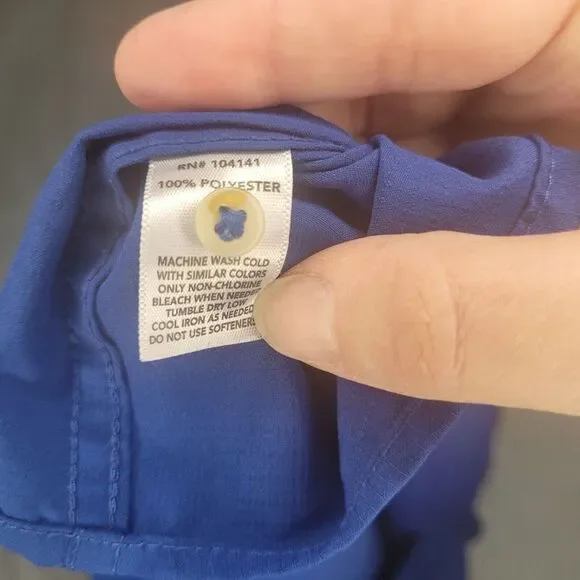 RN# 104141
100% POLYESTER
MACHINE WASH COLD
WITH SIMILAR COLORS
ONLY NON-CHLORINE
BLEACH WHEN NEEDED
TUMBLE DRY LOW
COOL IRON AS NEEDED
DO NOT USE SOFTENERS